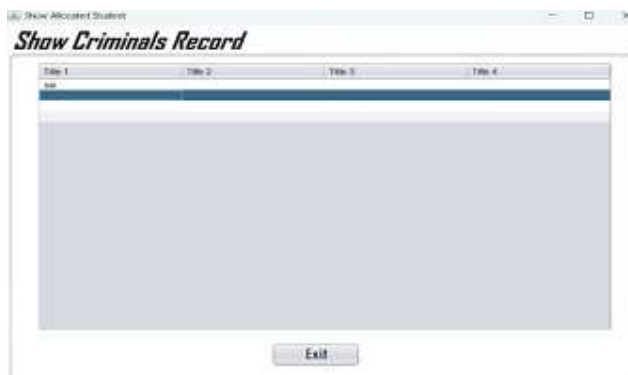 Show Allocated Student
Show Criminals Record
Title 1 Title 2 Title 3 Title 4
Exit